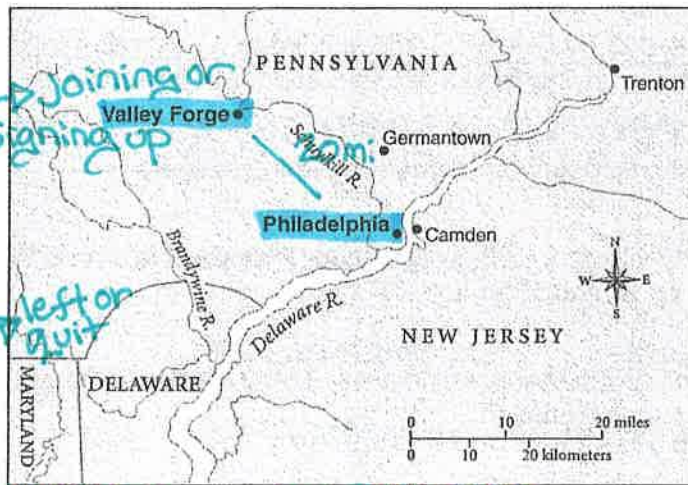 PENNSYLVANIA
Trenton
→ Joining or
signing up
Valley Forge
Germantown
20mi
Schuylkill R.
Philadelphia
Camden
Brandywine R.
left or
quit
Delaware R.
N
W E
S
NEW JERSEY
DELAWARE
MARYLAND
0 10 20 miles
0 10 20 kilometers